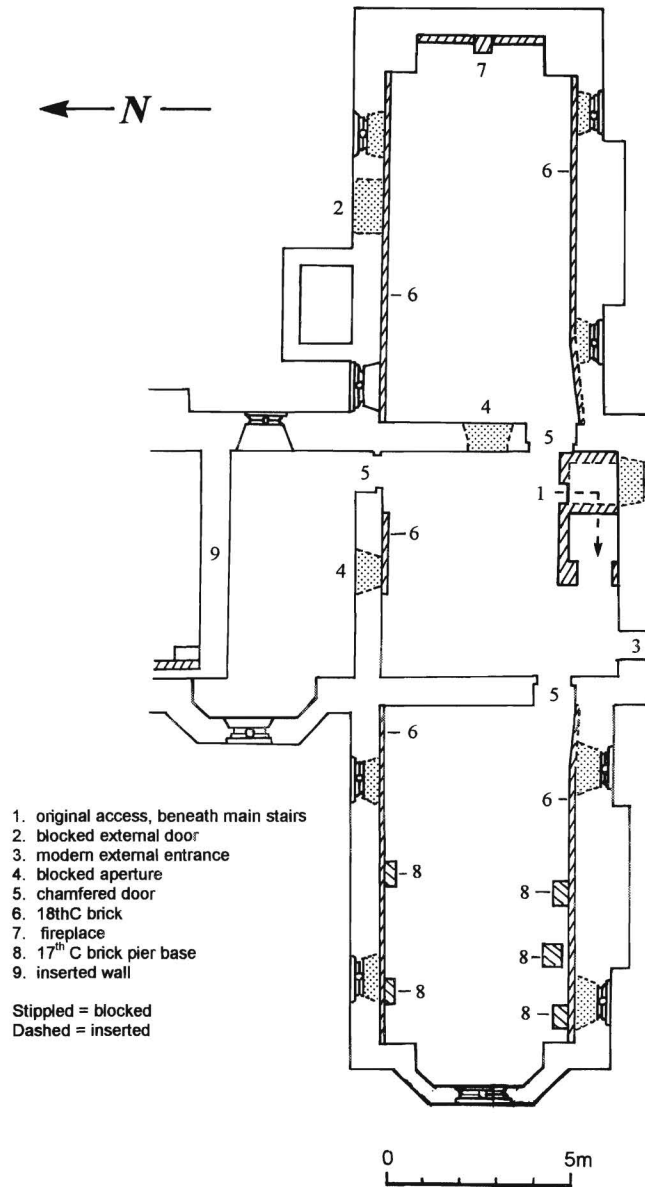 7
N
6
2
6
4
5
5
1
6
9
4
3
5
6
6
1. original access, beneath main stairs
2. blocked external door
3. modern external entrance
4. blocked aperture
5. chamfered door
6. 18thC brick
7. fireplace
8. 17th C brick pier base
9. inserted wall
Stippled = blocked
Dashed = inserted
8
8
8
8
8
0 5m